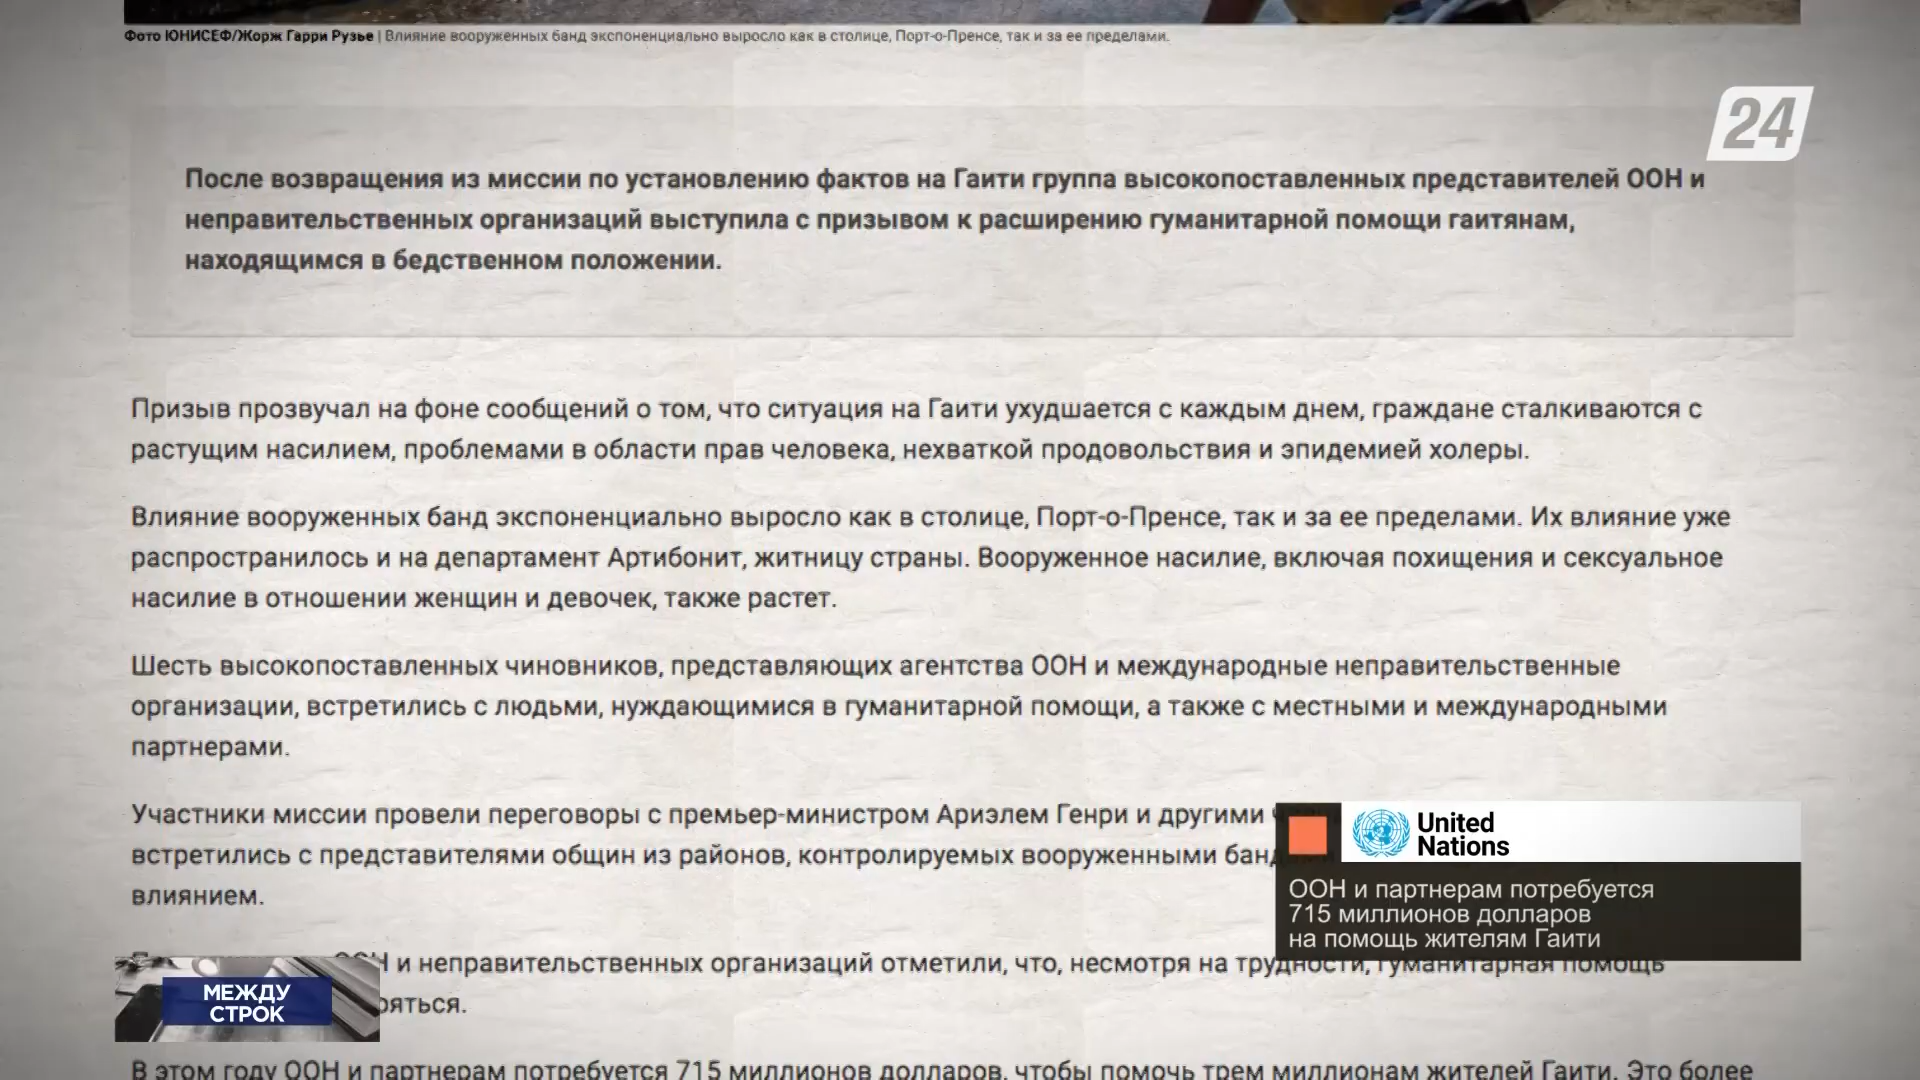 Фото ЮНИСЕФ/Жорж Гарри Рузье | Влияние вооруженных банд экспоненциально выросло как в столице, Порт-о-Пренсе, так и за ее пределами.
24
После возвращения из миссии по установлению фактов на Гаити группа высокопоставленных представителей ООН и
неправительственных организаций выступила с призывом к расширению гуманитарной помощи гаитянам,
находящимся в бедственном положении.
Призыв прозвучал на фоне сообщений о том, что ситуация на Гаити ухудшается с каждым днем, граждане сталкиваются с
растущим насилием, проблемами в области прав человека, нехваткой продовольствия и эпидемией холеры.
Влияние вооруженных банд экспоненциально выросло как в столице, Порт-о-Пренсе, так и за ее пределами. Их влияние уже
распространилось и на департамент Артибонит, житницу страны. Вооруженное насилие, включая похищения и сексуальное
насилие в отношении женщин и девочек, также растет.
Шесть высокопоставленных чиновников, представляющих агентства ООН и международные неправительственные
организации, встретились с людьми, нуждающимися в гуманитарной помощи, а также с местными и международными
партнерами.
Участники миссии провели переговоры с премьер-министром Ариэлем Генри и другими
встретились с представителями общин из районов, контролируемых вооруженными
влиянием.
United
Nations
ООН и партнерам потребуется
715 миллионов долларов
на помощь жителям Гаити
ООН и неправительственных организаций отметили, что, несмотря на трудности, гуманитарная помощь
МЕЖДУ
СТРОК
В этом году ООН и партнерам потребуется 715 миллионов долларов, чтобы помочь трем миллионам жителей Гаити. Это более